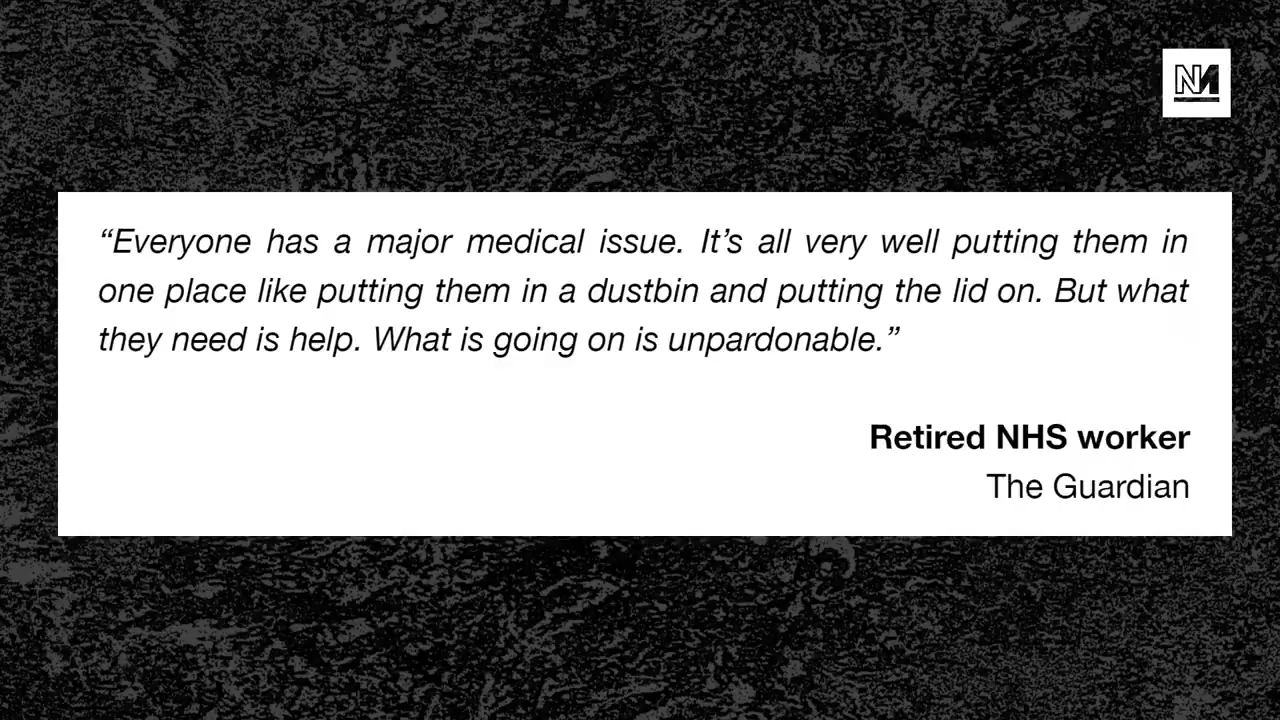 NM
“Everyone has a major medical issue. It’s all very well putting them in
one place like putting them in a dustbin and putting the lid on. But what
they need is help. What is going on is unpardonable.”
Retired NHS worker
The Guardian